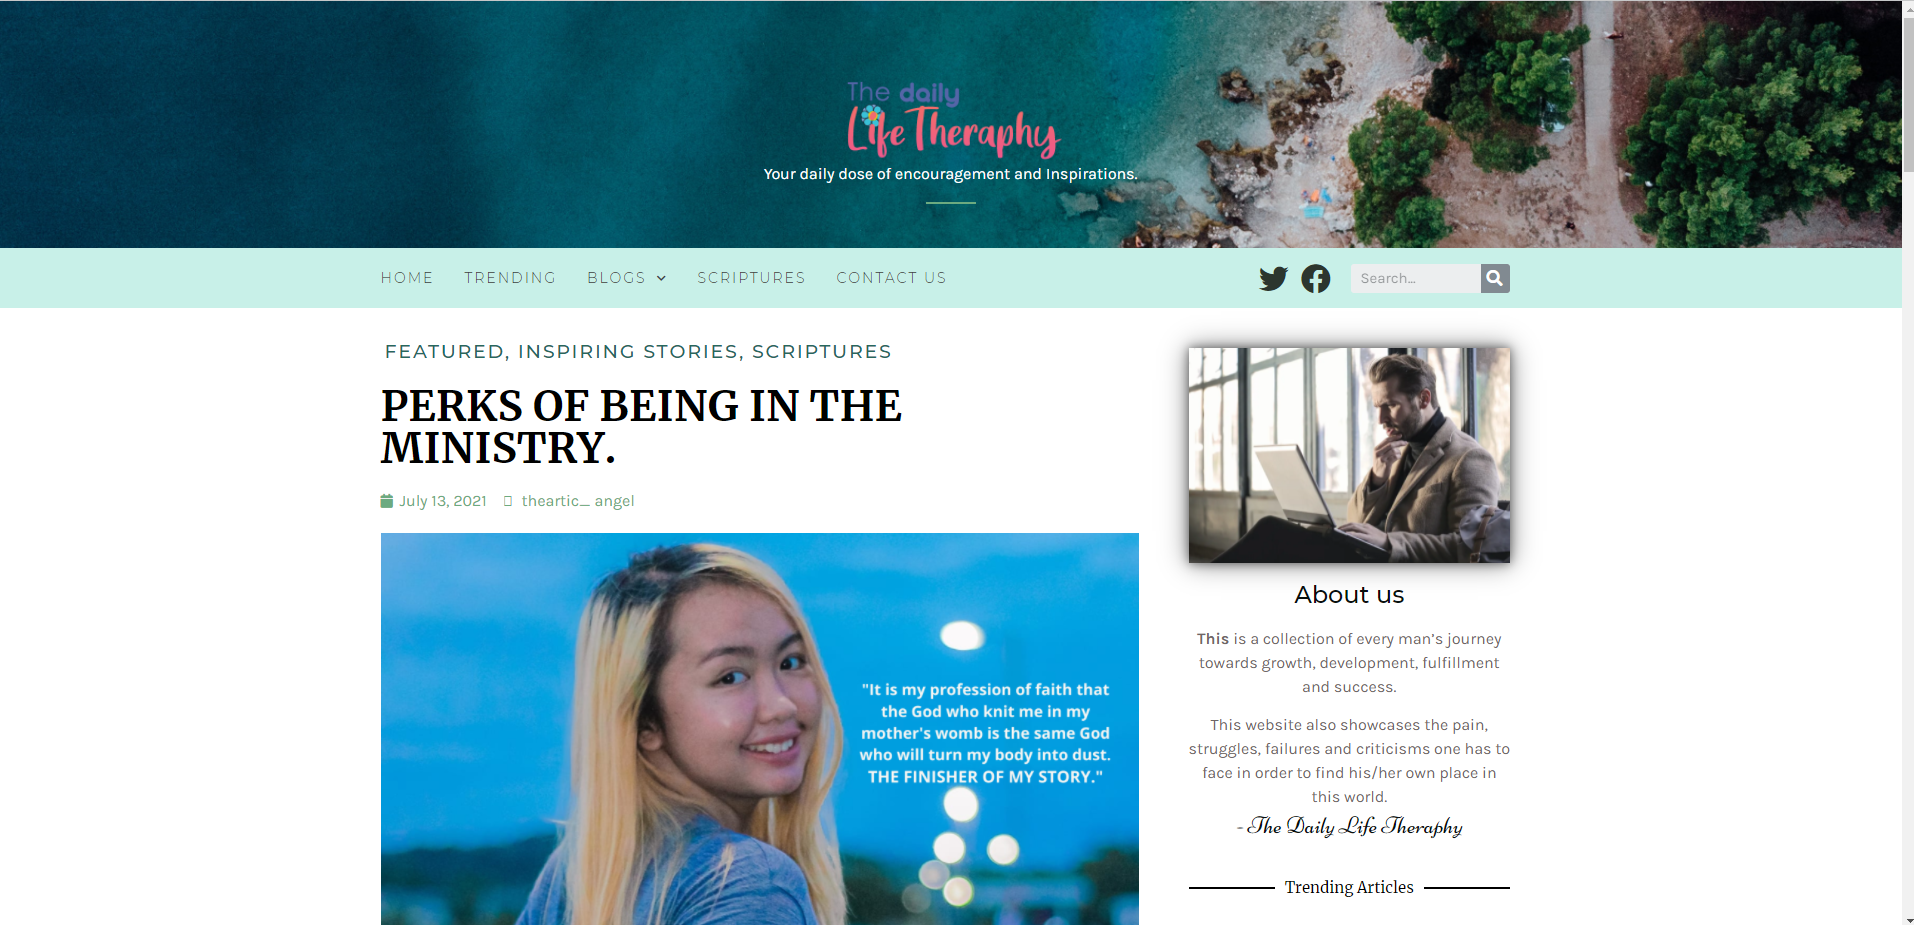 The daily
Life Theraphy
Your daily dose of encouragement and Inspirations.
HOME TRENDING BLOGS SCRIPTURES CONTACT US
Search...
FEATURED, INSPIRING STORIES, SCRIPTURES
PERKS OF BEING IN THE
MINISTRY.
July 13, 2021 theartic_ angel
"It is my profession of faith that
the God who knit me in my
mother's womb is the same God
who will turn my body into dust.
THE FINISHER OF MY STORY."
About us
This is a collection of every man’s journey
towards growth, development, fulfillment
and success.
This website also showcases the pain,
struggles, failures and criticisms one has to
face in order to find his/her own place in
this world.
- The Daily Life Theraphy
Trending Articles